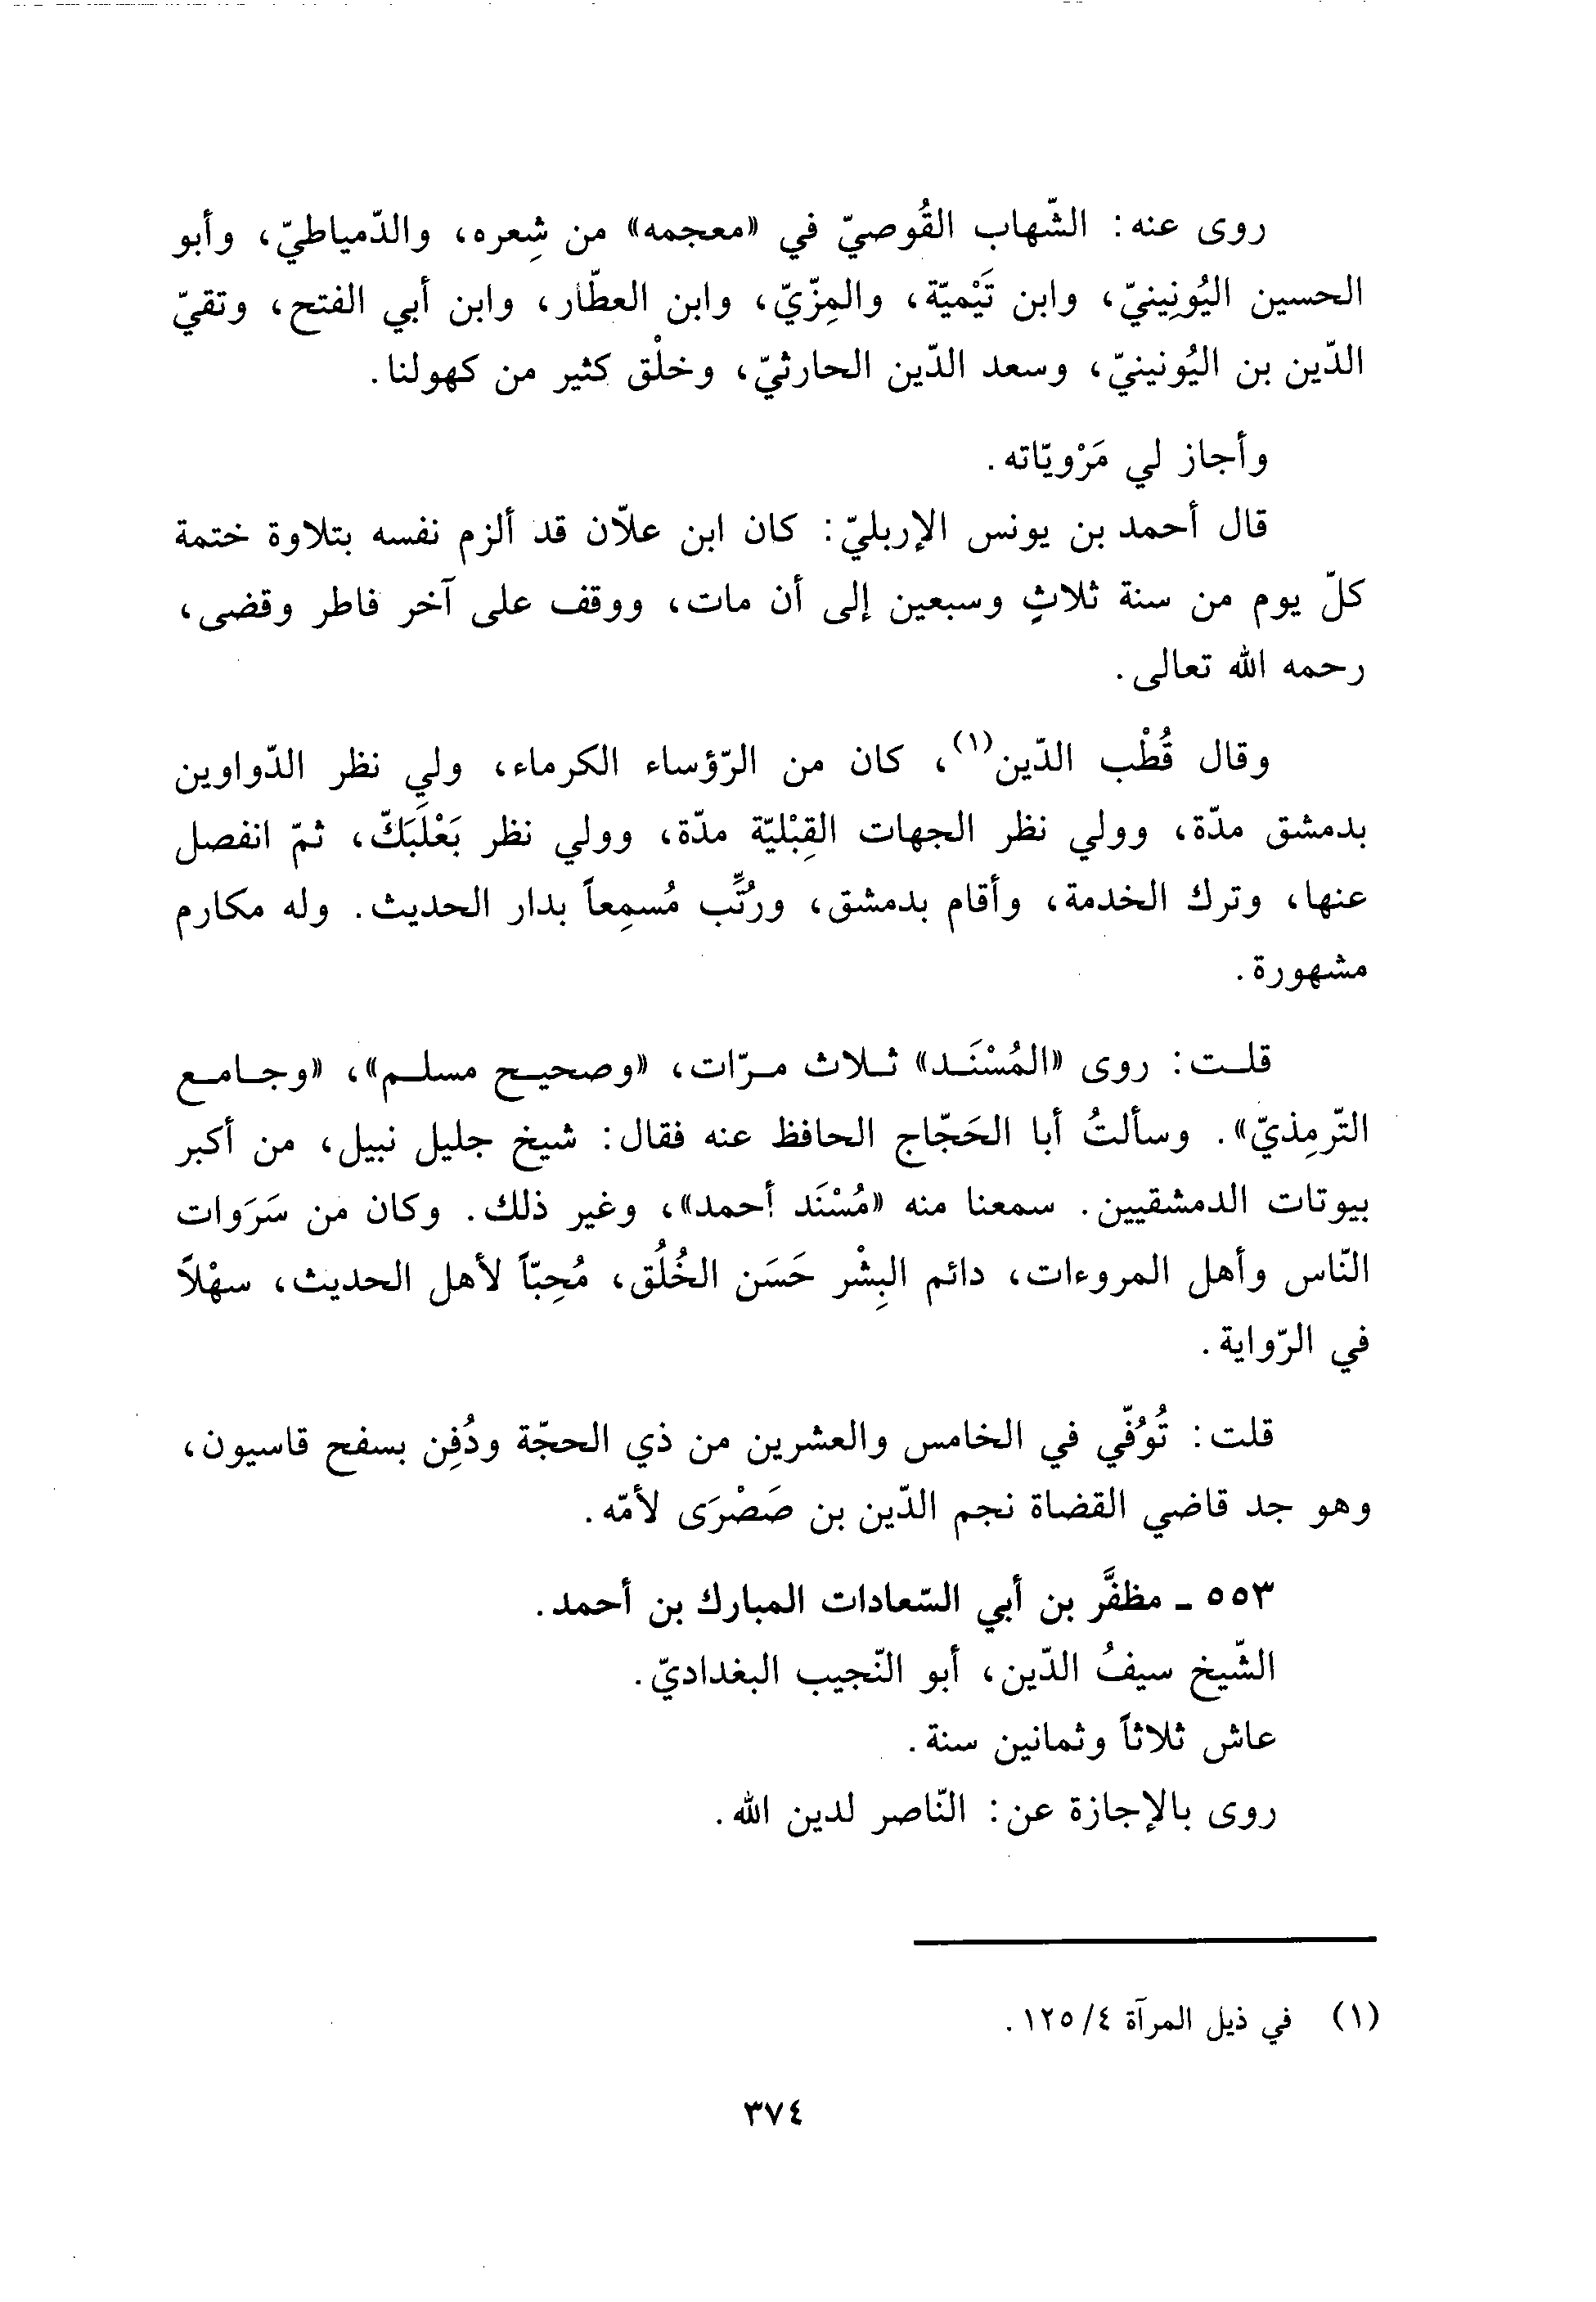 روى عنه: الشّهاب القُوصيّ في «معجمه» من شِعره، والدّمياطيّ، وأبو
الحسين اليُونِينيّ، وابن تَيْميّة، والمِزّيّ، وابن العطّار، وابن أبي الفتح، وتقيّ
الدّين بن اليُونينيّ، وسعد الدّين الحارثيّ، وخلْق كثير من كهولنا.
وأجاز لي مَرْويّاته.
قال أحمد بن يونس الإربليّ: كان ابن علاّن قد ألزم نفسه بتلاوة ختمة
كلّ يوم من سنة ثلاثٍ وسبعين إلى أن مات، ووقف على آخر فاطر وقضى،
رحمه الله تعالى.
وقال قُطْب الدّين(١)، كان من الرّؤساء الكرماء، ولي نظر الدّواوين
بدمشق مدّة، وولي نظر الجهات القِبْليّة مدّة، وولي نظر بَعْلَبَكّ، ثمّ انفصل
عنها، وترك الخدمة، وأقام بدمشق، ورُتِّب مُسمِعاً بدار الحديث. وله مكارم
مشهورة.
قلت: روى «المُسْنَد» ثلاث مرّات، «وصحيح مسلم»، «وجامع
التّرمِذيّ». وسألتُ أبا الحَجّاج الحافظ عنه فقال: شيخ جليل نبيل، من أكبر
بيوتات الدمشقيين. سمعنا منه «مُسْنَد أحمد»، وغير ذلك. وكان من سَرَوات
النّاس وأهل المروءات، دائم البِشْر حَسَن الخُلُق، مُحِبّاً لأهل الحديث، سهْلاً
في الرّواية.
قلت: تُوُفّي في الخامس والعشرين من ذي الحجّة ودُفِن بسفح قاسيون،
وهو جد قاضي القضاة نجم الدّين بن صَصْرَى لأمّه.
٥٥٣ ـ مظفَّر بن أبي السّعادات المبارك بن أحمد.
الشّيخ سيفُ الدّين، أبو النّجيب البغداديّ.
عاش ثلاثاً وثمانين سنة.
روى بالإجازة عن: النّاصر لدين الله.
(١) في ذيل المرآة ٤/ ١٢٥.
٣٧٤